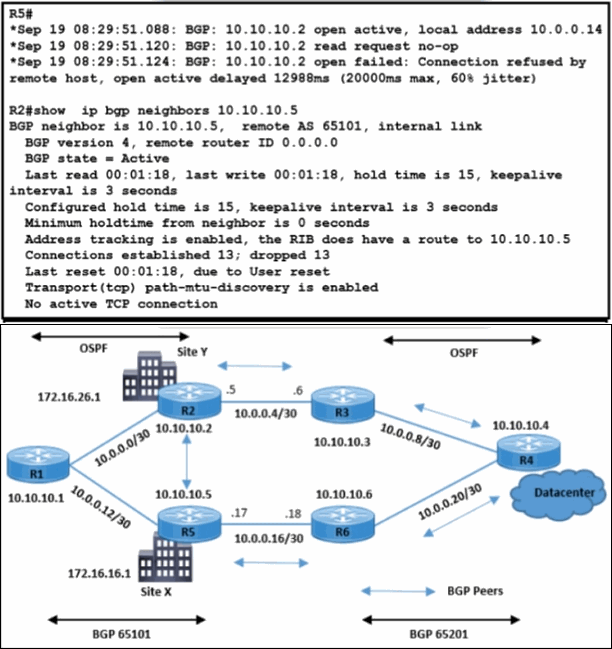 R5#
*Sep 19 08:29:51.088: BGP: 10.10.10.2 open active, local address 10.0.0.14
*Sep 19 08:29:51.120: BGP: 10.10.10.2 read request no-op
*Sep 19 08:29:51.124: BGP: 10.10.10.2 open failed: Connection refused by
remote host, open active delayed 12988ms (20000ms max, 60% jitter)
R2#show ip bgp neighbors 10.10.10.5
BGP neighbor is 10.10.10.5, remote AS 65101, internal link
BGP version 4, remote router ID 0.0.0.0
BGP state = Active
Last read 00:01:18, last write 00:01:18, hold time is 15, keepalive
interval is 3 seconds
Configured hold time is 15, keepalive interval is 3 seconds
Minimum holdtime from neighbor is 0 seconds
Address tracking is enabled, the RIB does have a route to 10.10.10.5
Connections established 13; dropped 13
Last reset 00:01:18, due to User reset
Transport(tcp) path-mtu-discovery is enabled
No active TCP connection
OSPF
Site Y
OSPF
172.16.26.1
R2
.5
.6
R3
10.0.0.4/30
10.10.10.2
10.10.10.3
10.0.0.0/30
10.0.0.8/30
10.10.10.4
R1
R4
10.10.10.1
10.0.0.12/30
10.10.10.5
10.10.10.6
10.0.0.20/30
Datacenter
R5
.17
.18
R6
10.0.0.16/30
172.16.16.1
Site X
BGP Peers
BGP 65101
BGP 65201